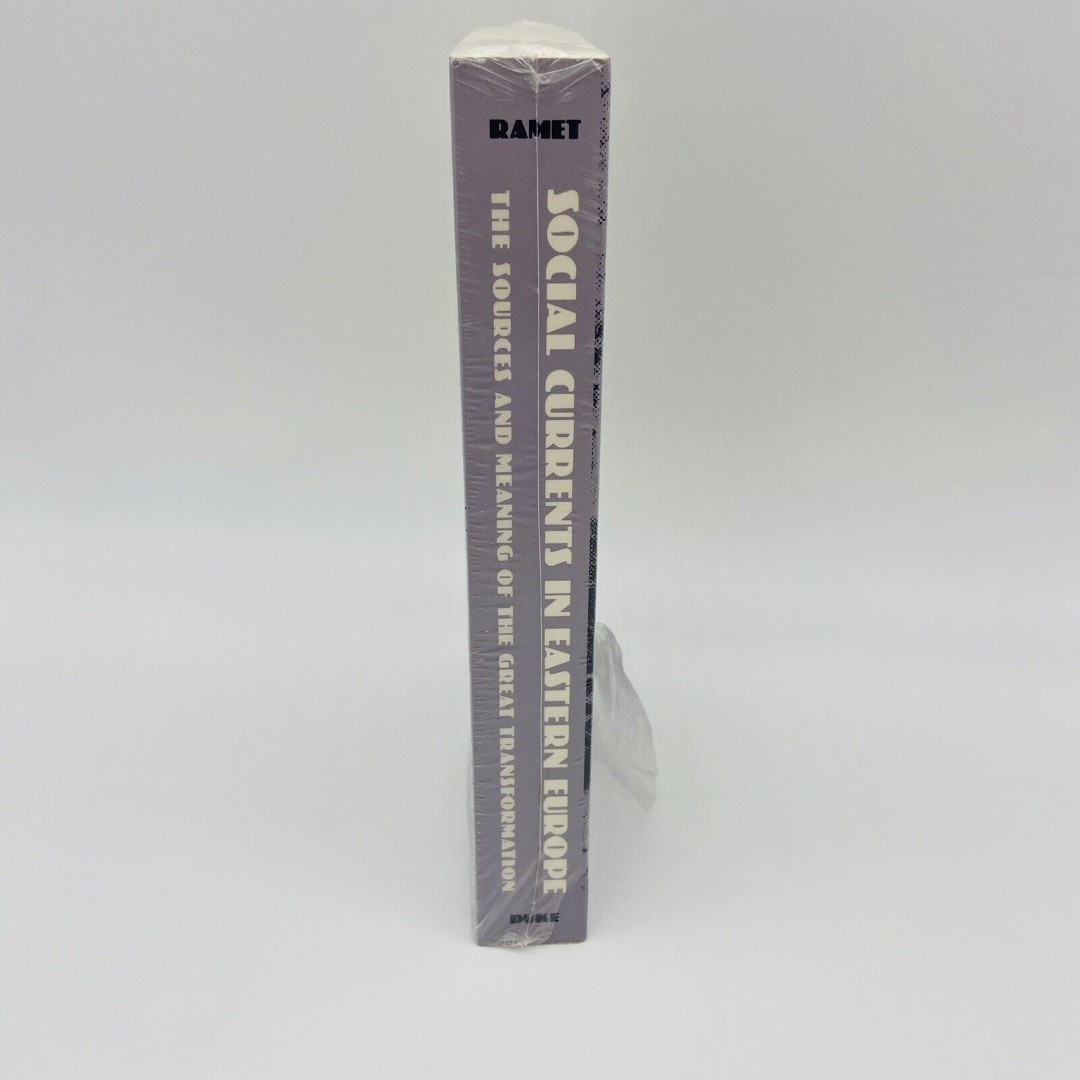 RAMET
SOCIAL CURRENTS IN EASTERN EUROPE
THE SOURCES AND MEANING OF THE GREAT TRANSFORMATION
DUKE